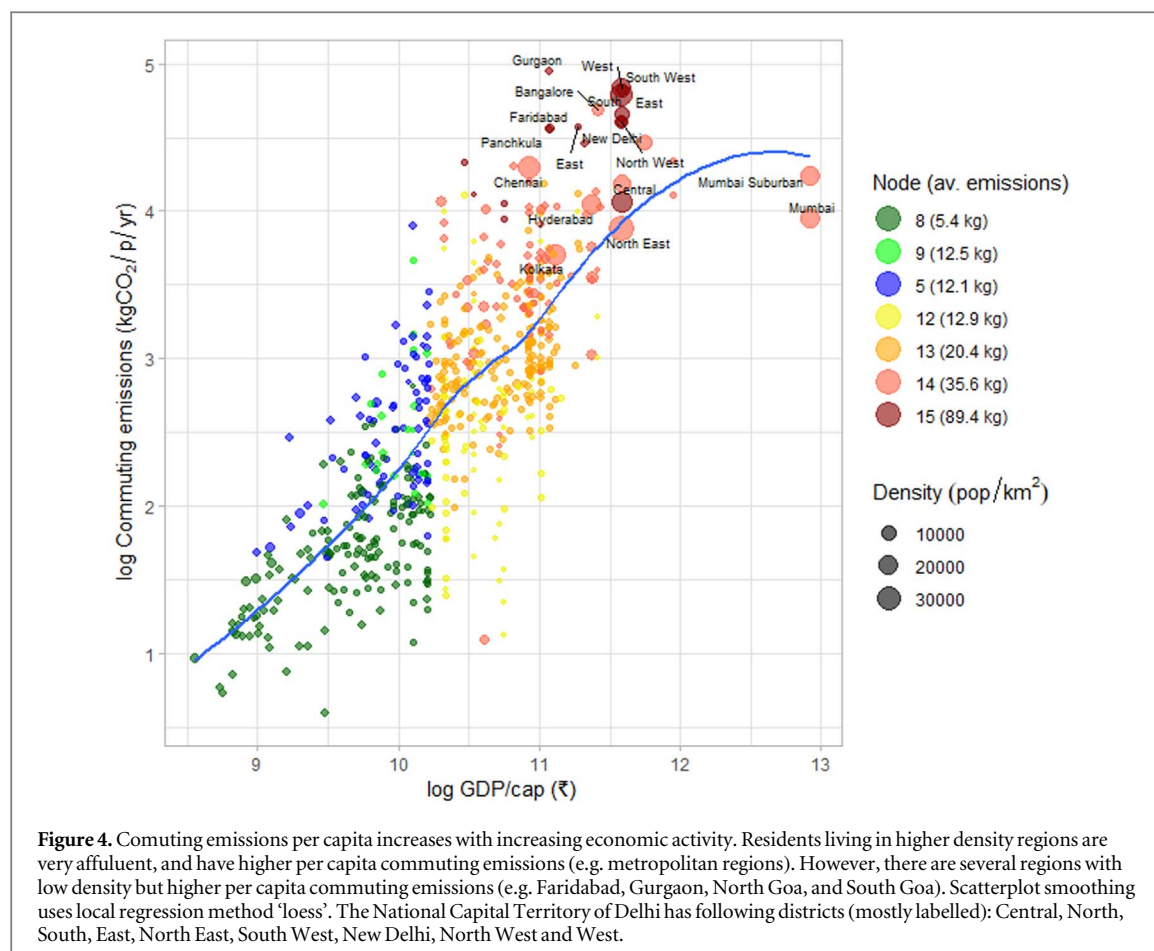 5
4
3
2
1
log Commuting emissions (kgCO₂/ p/ yr)
Gurgaon
West
South West
Bangalore
South
East
Faridabad
New Delhi
Panchkula
East
North West
Chennai
Central
Mumbai Suburban
Hyderabad
Mumbai
North East
Kolkata
9 10 11 12 13
log GDP/cap (₹)
Node (av. emissions)
8 (5.4 kg)
9 (12.5 kg)
5 (12.1 kg)
12 (12.9 kg)
13 (20.4 kg)
14 (35.6 kg)
15 (89.4 kg)
Density (pop/km²)
10000
20000
30000
Figure 4. Comuting emissions per capita increases with increasing economic activity. Residents living in higher density regions are
very affuluent, and have higher per capita commuting emissions (e.g. metropolitan regions). However, there are several regions with
low density but higher per capita commuting emissions (e.g. Faridabad, Gurgaon, North Goa, and South Goa). Scatterplot smoothing
uses local regression method 'loess'. The National Capital Territory of Delhi has following districts (mostly labelled): Central, North,
South, East, North East, South West, New Delhi, North West and West.